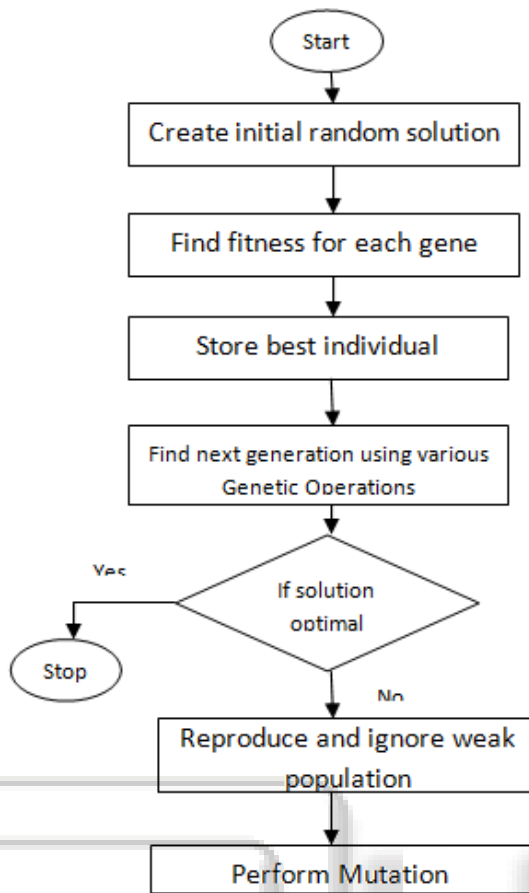 Start
Create initial random solution
Find fitness for each gene
Store best individual
Find next generation using various
Genetic Operations
If solution
optimal
Yes
Stop
No
Reproduce and ignore weak
population
Perform Mutation